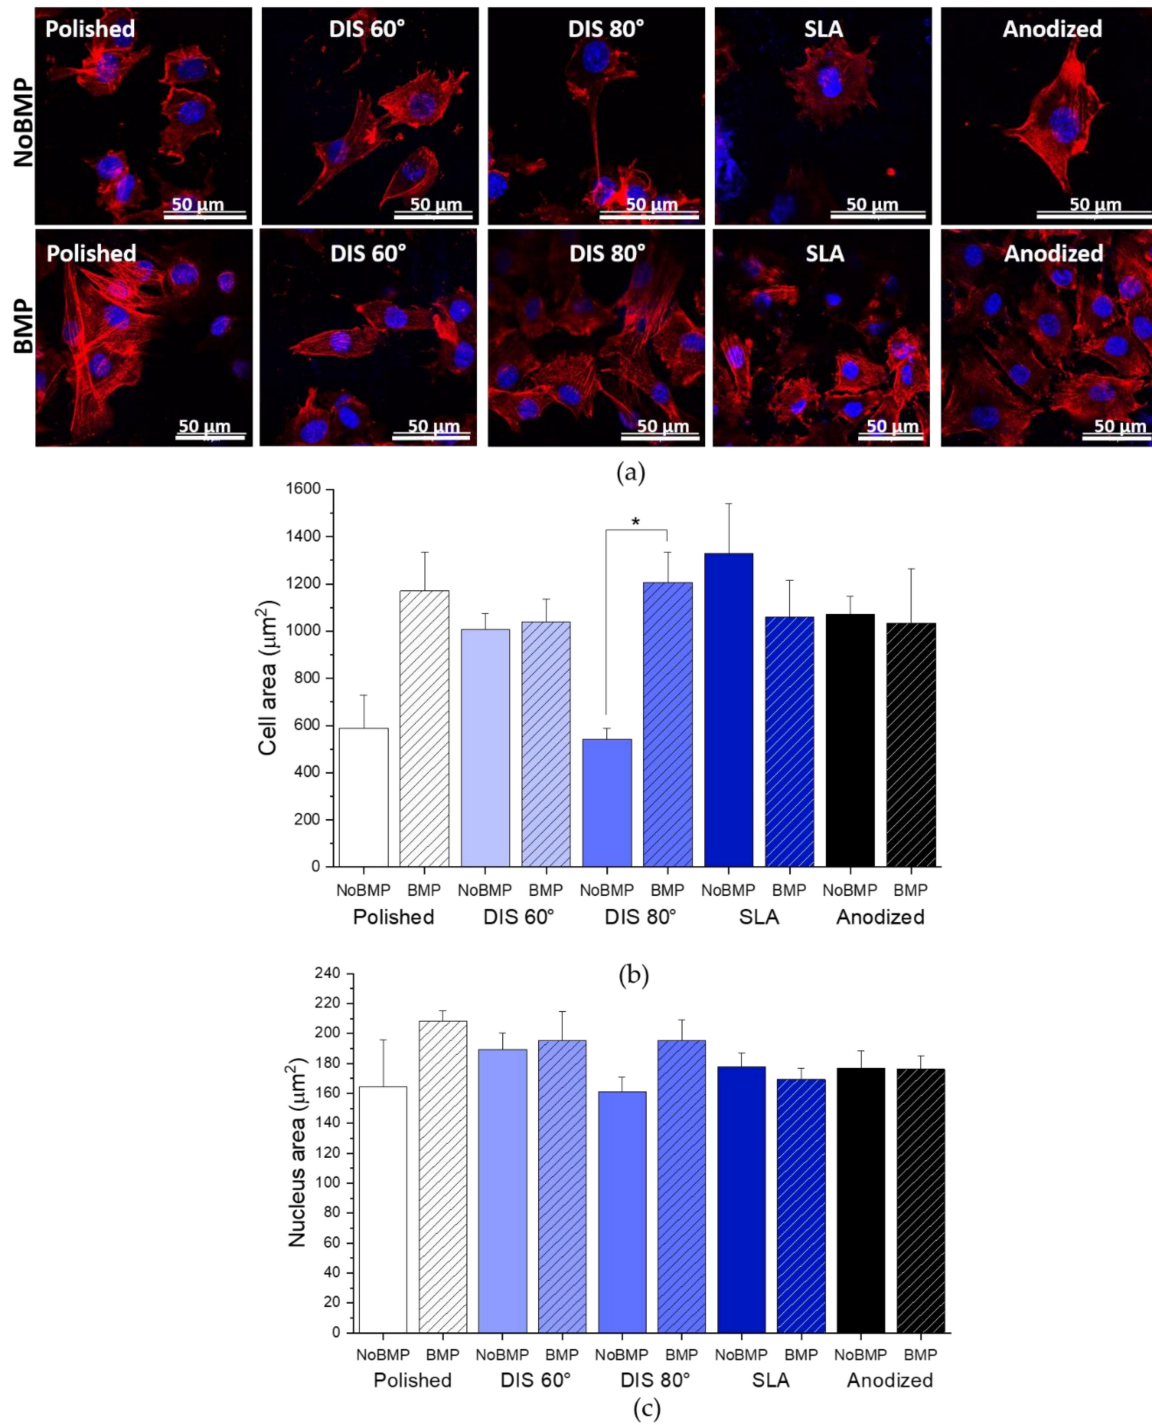 Polished DIS 60° DIS 80° SLA Anodized
NoBMP
50 µm 50 µm 50 µm 50 µm 50 µm
Polished DIS 60° DIS 80° SLA Anodized
BMP
50 µm 50 µm 50 µm 50 µm 50 µm
(a)
1600
1400
1200
1000
800
600
400
200
0
Cell area (µm²)
*
NoBMP BMP NoBMP BMP NoBMP BMP NoBMP BMP NoBMP BMP
Polished DIS 60° DIS 80° SLA Anodized
(b)
240
220
200
180
160
140
120
100
80
60
40
20
0
Nucleus area (µm²)
NoBMP BMP NoBMP BMP NoBMP BMP NoBMP BMP NoBMP BMP
Polished DIS 60° DIS 80° SLA Anodized
(c)